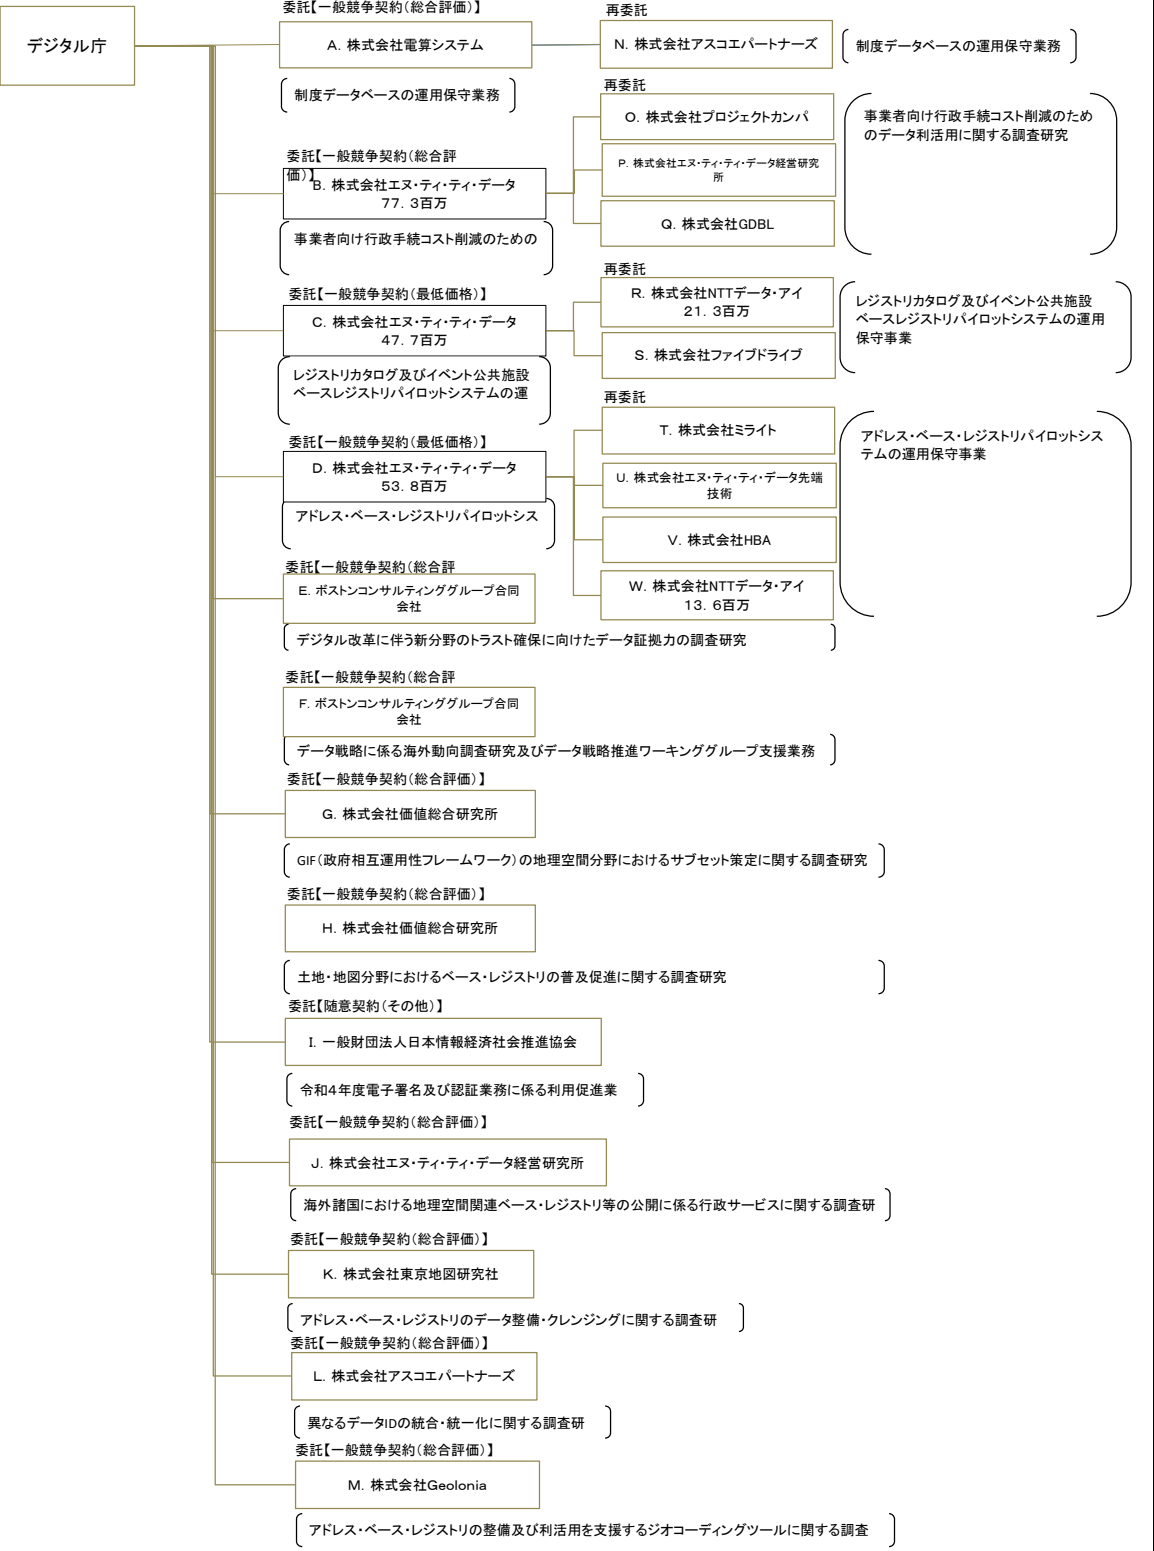 デジタル庁
委託【一般競争契約（総合評価）】
A．株式会社電算システム
制度データベースの運用保守業務
再委託
N．株式会社アスコエパートナーズ
制度データベースの運用保守業務
委託【一般競争契約（総合評
価）】
B．株式会社エヌ・ティ・ティ・データ
77．3百万
事業者向け行政手続コスト削減のための
再委託
O．株式会社プロジェクトカンパ
P．株式会社エヌ・ティ・ティ・データ経営研究
所
Q．株式会社GDBL
事業者向け行政手続コスト削減のため
のデータ利活用に関する調査研究
委託【一般競争契約（最低価格）】
C．株式会社エヌ・ティ・ティ・データ
47．7百万
レジストリカタログ及びイベント公共施設
ベースレジストリパイロットシステムの運
再委託
R．株式会社NTTデータ・アイ
21．3百万
S．株式会社ファイブドライブ
レジストリカタログ及びイベント公共施設
ベースレジストリパイロットシステムの運用
保守事業
委託【一般競争契約（最低価格）】
D．株式会社エヌ・ティ・ティ・データ
53．8百万
アドレス・ベース・レジストリパイロットシス
再委託
T．株式会社ミライト
U．株式会社エヌ・ティ・ティ・データ先端
技術
V．株式会社HBA
W．株式会社NTTデータ・アイ
13．6百万
アドレス・ベース・レジストリパイロットシス
テムの運用保守事業
委託【一般競争契約（総合評
E．ボストンコンサルティンググループ合同
会社
デジタル改革に伴う新分野のトラスト確保に向けたデータ証拠力の調査研究
委託【一般競争契約（総合評
F．ボストンコンサルティンググループ合同
会社
データ戦略に係る海外動向調査研究及びデータ戦略推進ワーキンググループ支援業務
委託【一般競争契約（総合評価）】
G．株式会社価値総合研究所
GIF（政府相互運用性フレームワーク）の地理空間分野におけるサブセット策定に関する調査研究
委託【一般競争契約（総合評価）】
H．株式会社価値総合研究所
土地・地図分野におけるベース・レジストリの普及促進に関する調査研究
委託【随意契約（その他）】
I．一般財団法人日本情報経済社会推進協会
令和４年度電子署名及び認証業務に係る利用促進業
委託【一般競争契約（総合評価）】
J．株式会社エヌ・ティ・ティ・データ経営研究所
海外諸国における地理空間関連ベース・レジストリ等の公開に係る行政サービスに関する調査研
委託【一般競争契約（総合評価）】
K．株式会社東京地図研究社
アドレス・ベース・レジストリのデータ整備・クレンジングに関する調査研
委託【一般競争契約（総合評価）】
L．株式会社アスコエパートナーズ
異なるデータIDの統合・統一化に関する調査研
委託【一般競争契約（総合評価）】
M．株式会社Geolonia
アドレス・ベース・レジストリの整備及び利活用を支援するジオコーディングツールに関する調査